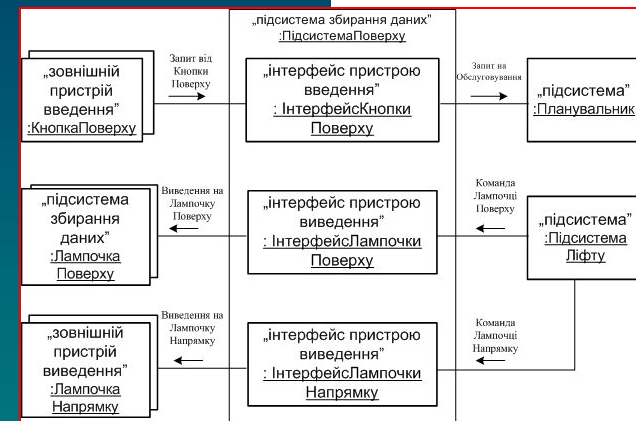 „підсистема збирання даних”
:ПідсистемаПоверху
„зовнішній
пристрій
введення”
:КнопкаПоверху
Запит від
Кнопки
Поверху
„інтерфейс пристрою
введення”
: ІнтерфейсКнопки
Поверху
Запит на
Обслуговування
„підсистема”
:Планувальник
„підсистема
збирання
даних”
:Лампочка
Поверху
Виведення на
Лампочку
Поверху
„інтерфейс пристрою
виведення”
: ІнтерфейсЛампочки
Поверху
Команда
Лампочці
Поверху
„підсистема”
:Підсистема
Ліфту
„зовнішній
пристрій
виведення”
:Лампочка
Напрямку
Виведення на
Лампочку
Напрямку
„інтерфейс пристрою
виведення”
: ІнтерфейсЛампочки
Напрямку
Команда
Лампочці
Напрямку